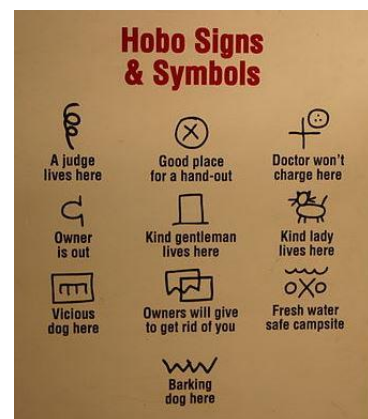 Hobo Signs
& Symbols
A judge
lives here
Good place
for a hand-out
Doctor won't
charge here
Owner
is out
Kind gentleman
lives here
Kind lady
lives here
Vicious
dog here
Owners will give
to get rid of you
Fresh water
safe campsite
Barking
dog here